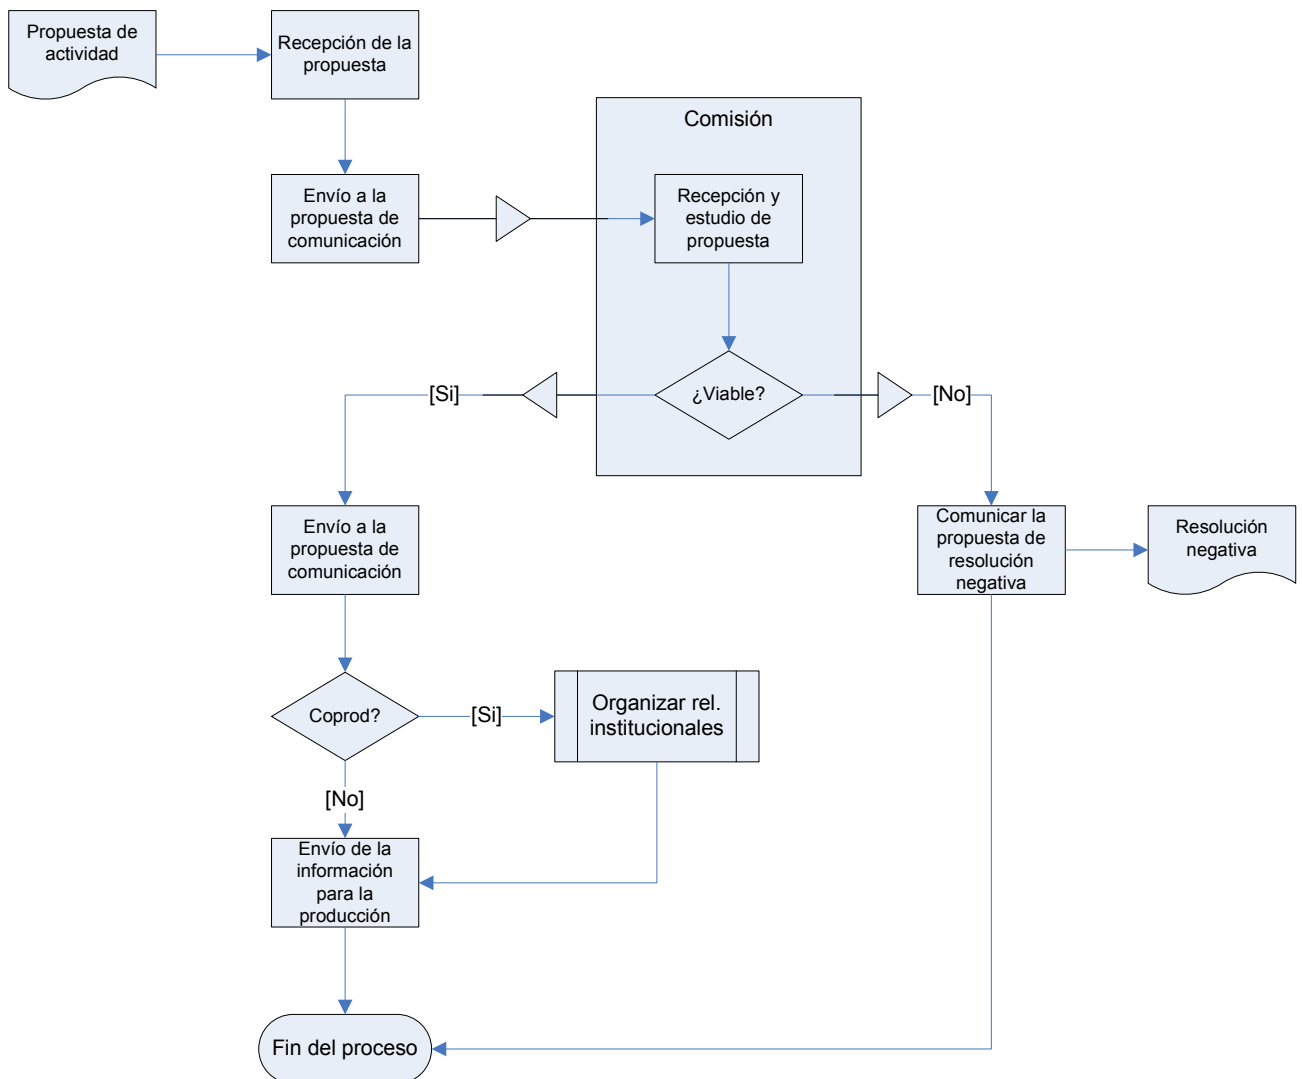 Propuesta de
actividad
Recepción de la
propuesta
Comisión
Envío a la
propuesta de
comunicación
Recepción y
estudio de
propuesta
¿Viable?
[Si]
[No]
Envío a la
propuesta de
comunicación
Comunicar la
propuesta de
resolución
negativa
Resolución
negativa
Coprod?
[Si]
Organizar rel.
institucionales
[No]
Envío de la
información
para la
producción
Fin del proceso